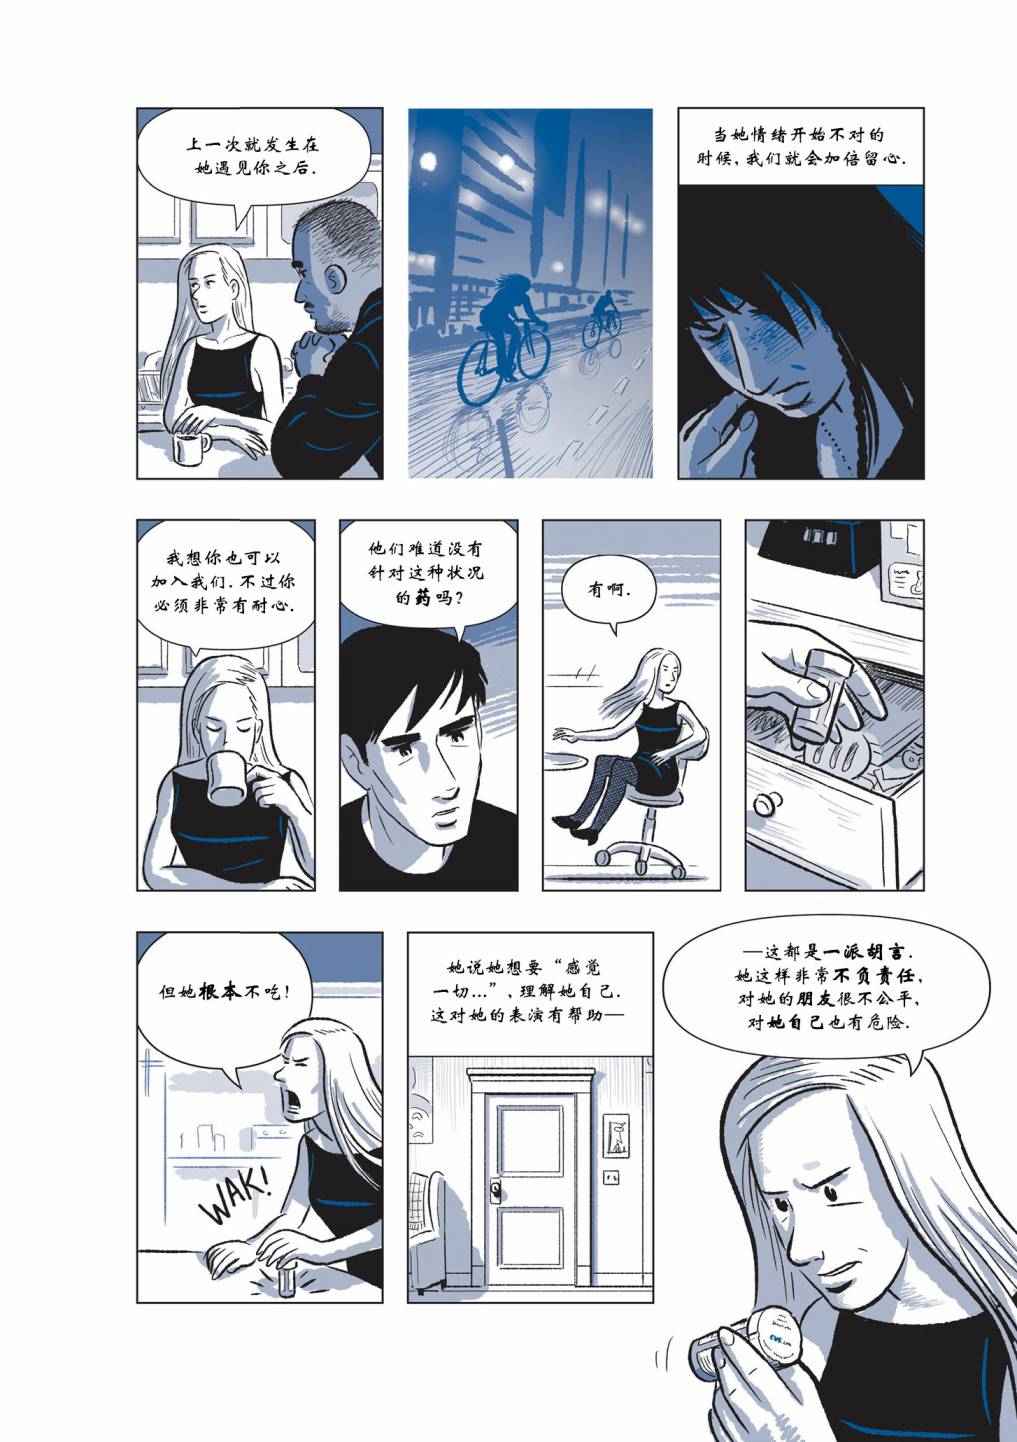 上一次就发生在
她遇见你之后.
当她情绪开始不对的
时候, 我们就会加倍留心.
我想你也可以
加入我们. 不过你
必须非常有耐心.
他们难道没有
针对这种状况
的药吗?
有啊.
但她根本不吃!
WAK!
她说她想要“感觉
一切...”, 理解她自己.
这对她的表演有帮助—
—这都是一派胡言.
她这样非常不负责任,
对她的朋友很不公平,
对她自己也有危险.